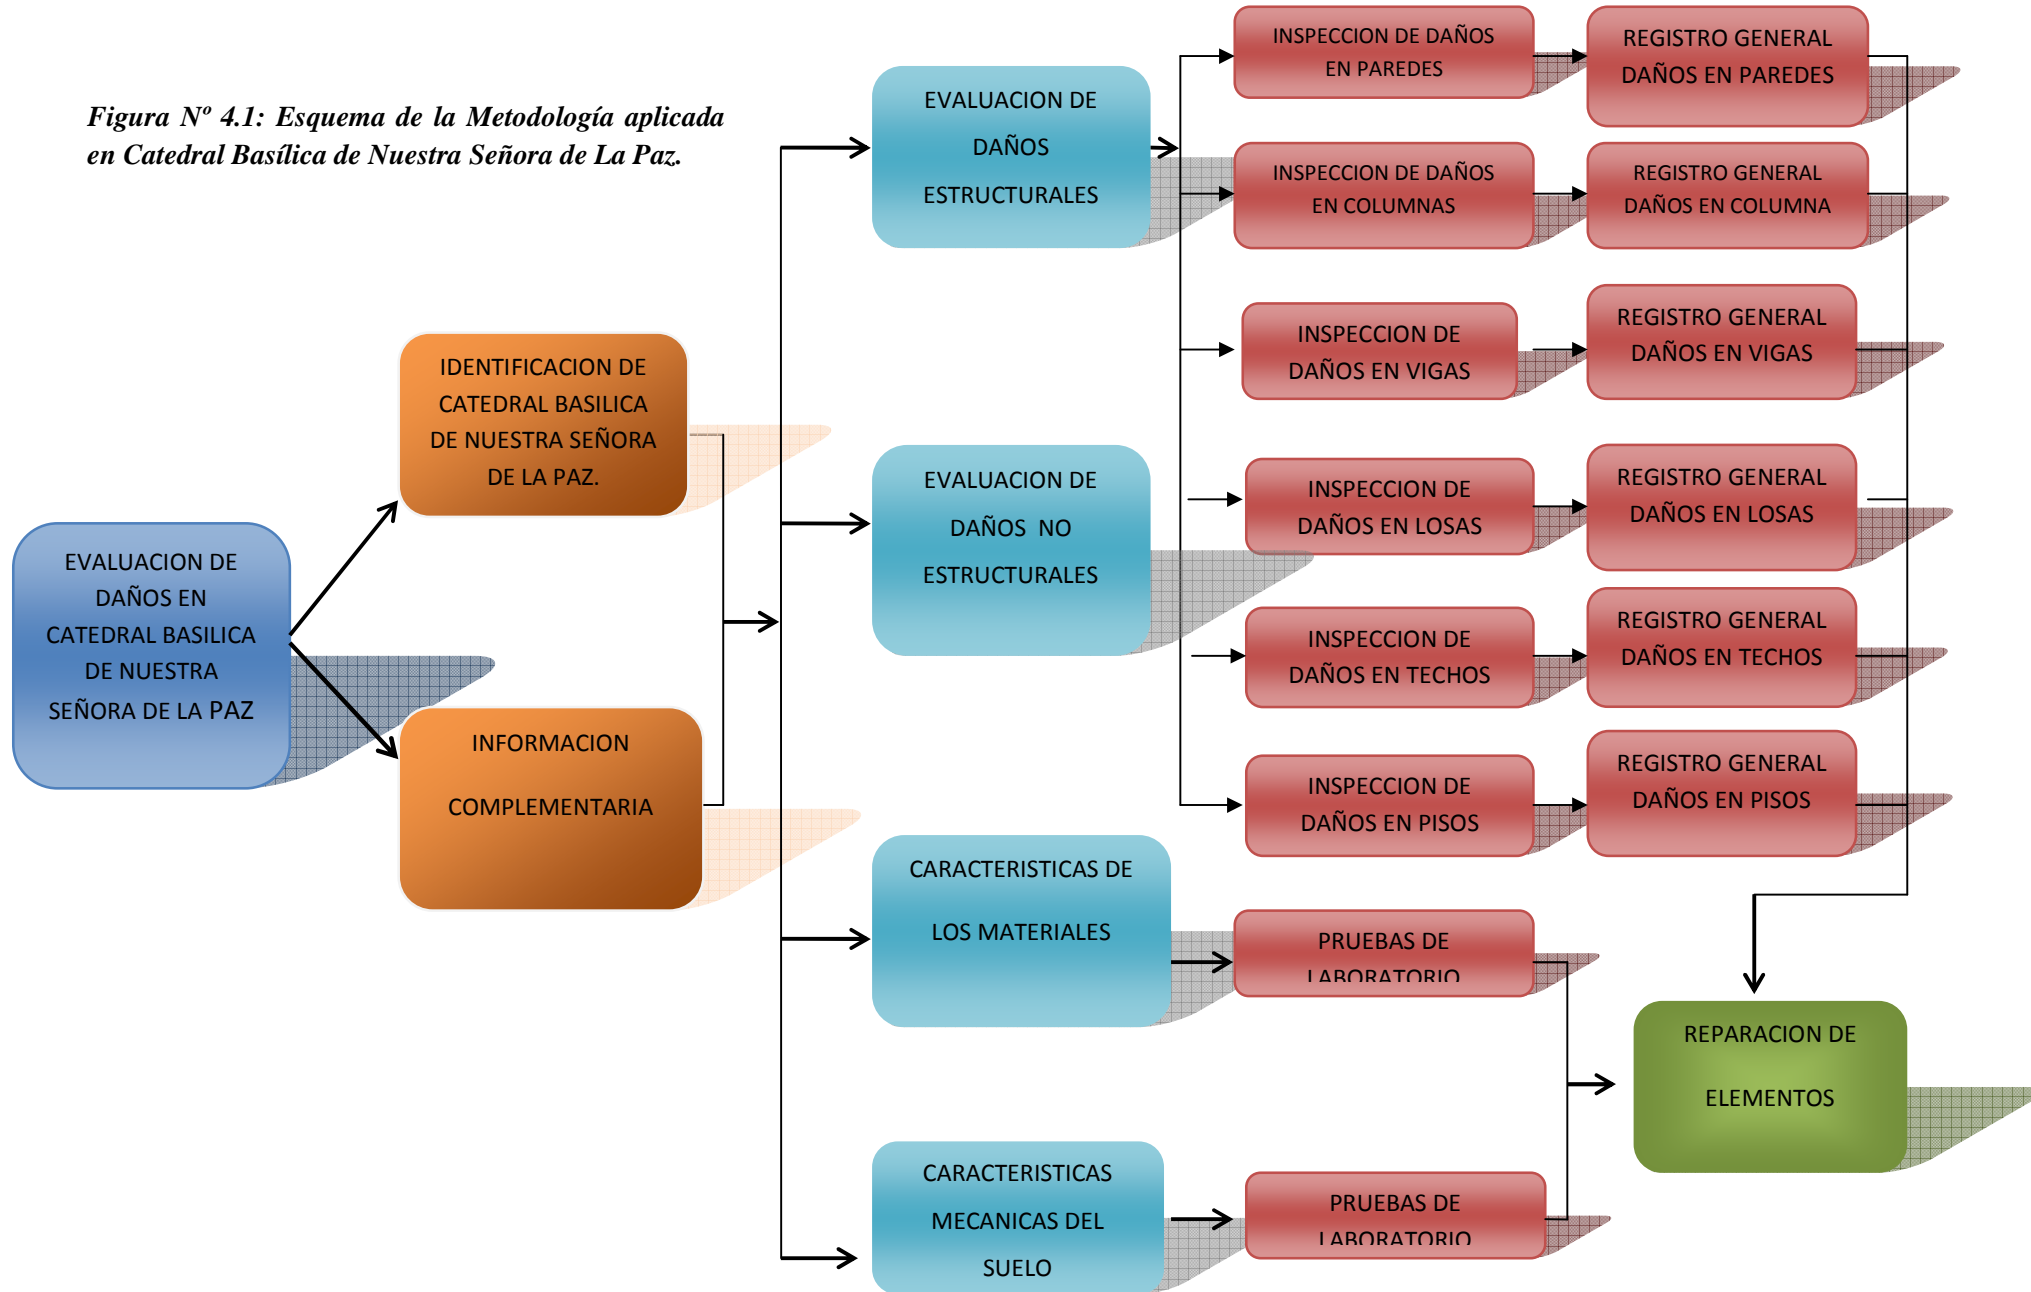 Figura Nº 4.1: Esquema de la Metodología aplicada
en Catedral Basílica de Nuestra Señora de La Paz.
EVALUACION DE
DAÑOS EN
CATEDRAL BASILICA
DE NUESTRA
SEÑORA DE LA PAZ
IDENTIFICACION DE
CATEDRAL BASILICA
DE NUESTRA SEÑORA
DE LA PAZ.
INFORMACION
COMPLEMENTARIA
EVALUACION DE
DAÑOS
ESTRUCTURALES
EVALUACION DE
DAÑOS NO
ESTRUCTURALES
CARACTERISTICAS DE
LOS MATERIALES
CARACTERISTICAS
MECANICAS DEL
SUELO
INSPECCION DE DAÑOS
EN PAREDES
INSPECCION DE DAÑOS
EN COLUMNAS
INSPECCION DE
DAÑOS EN VIGAS
INSPECCION DE
DAÑOS EN LOSAS
INSPECCION DE
DAÑOS EN TECHOS
INSPECCION DE
DAÑOS EN PISOS
PRUEBAS DE
LABORATORIO
PRUEBAS DE
LABORATORIO
REGISTRO GENERAL
DAÑOS EN PAREDES
REGISTRO GENERAL
DAÑOS EN COLUMNA
REGISTRO GENERAL
DAÑOS EN VIGAS
REGISTRO GENERAL
DAÑOS EN LOSAS
REGISTRO GENERAL
DAÑOS EN TECHOS
REGISTRO GENERAL
DAÑOS EN PISOS
REPARACION DE
ELEMENTOS